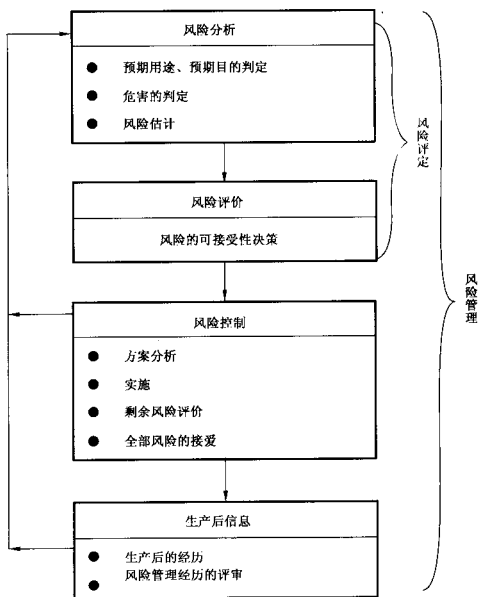 风险分析
● 预期用途、预期目的判定
● 危害的判定
● 风险估计
风险评定
风险评价
风险的可接受性决策
风险管理
风险控制
● 方案分析
● 实施
● 剩余风险评价
● 全部风险的接爱
生产后信息
● 生产后的经历
● 风险管理经历的评审